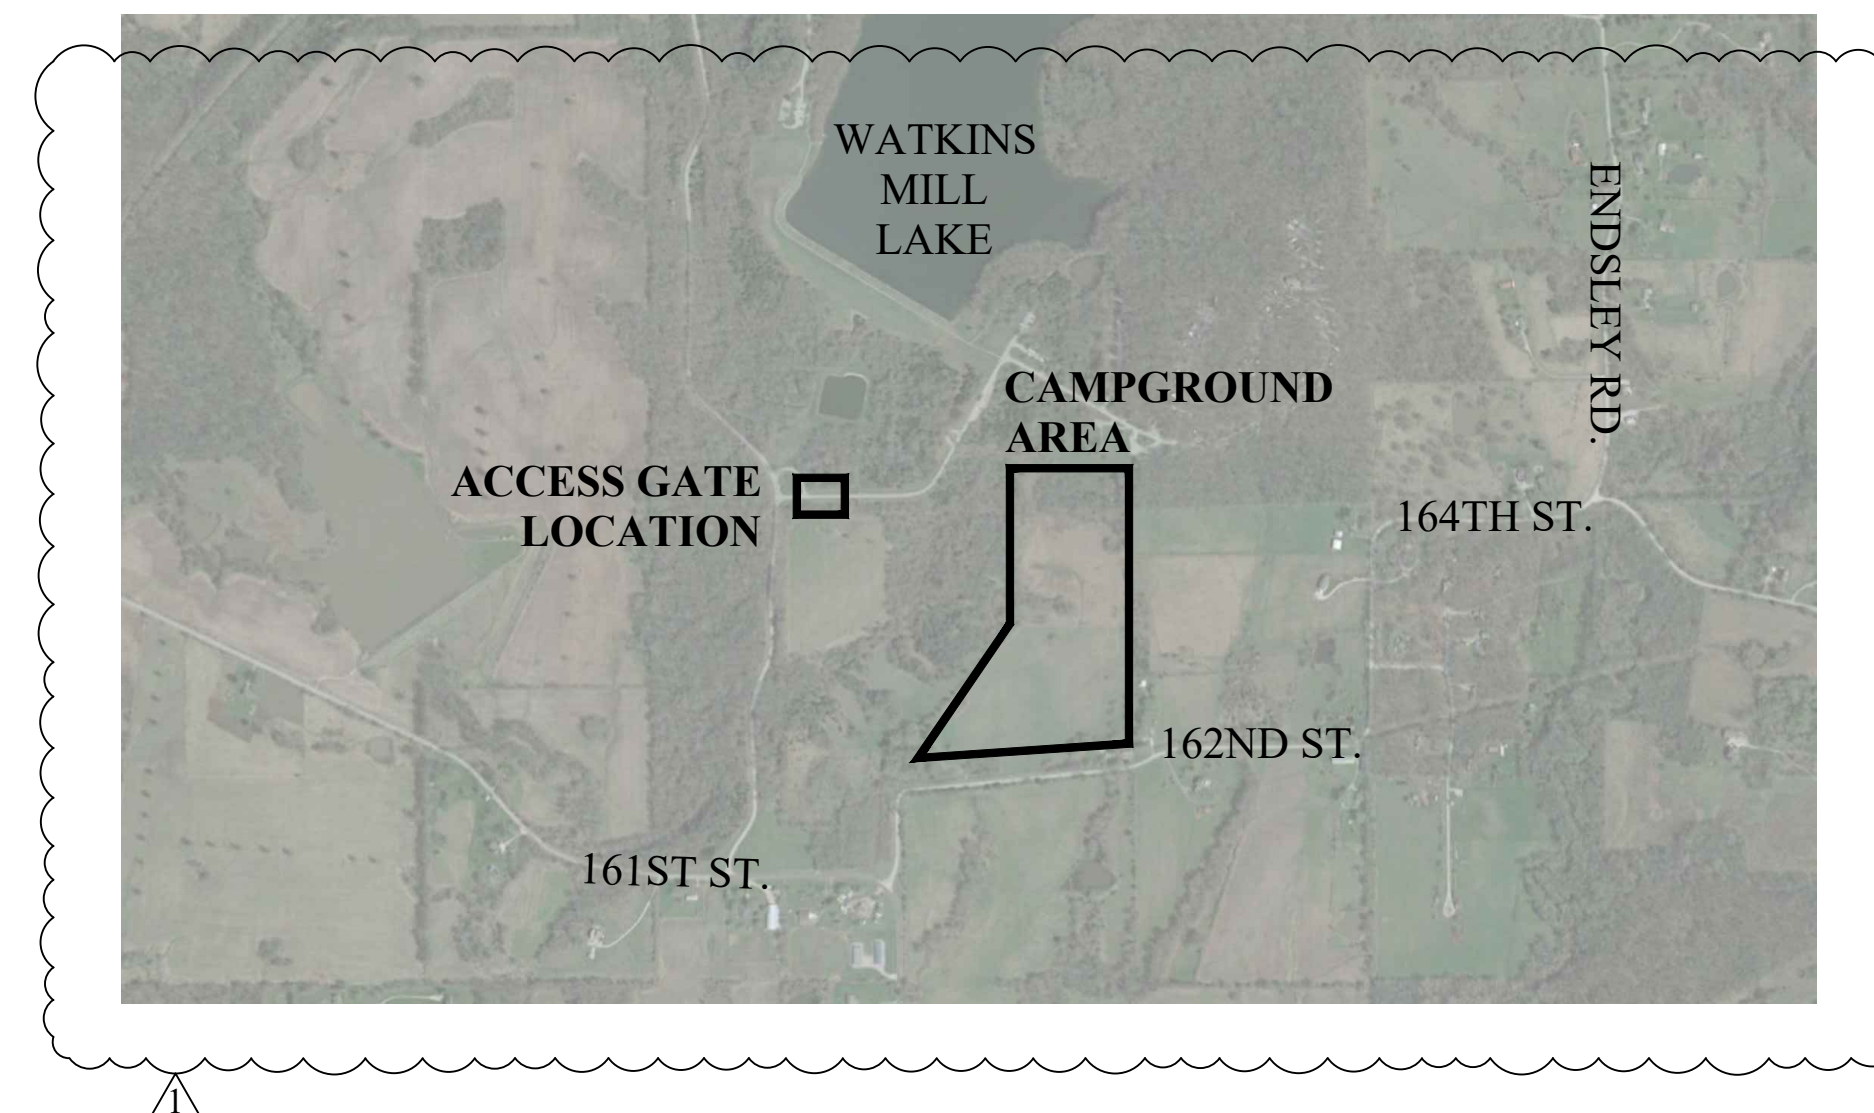 WATKINS
MILL
LAKE
ENDSLEY RD.
CAMPGROUND
AREA
ACCESS GATE
LOCATION
164TH ST.
162ND ST.
161ST ST.
1